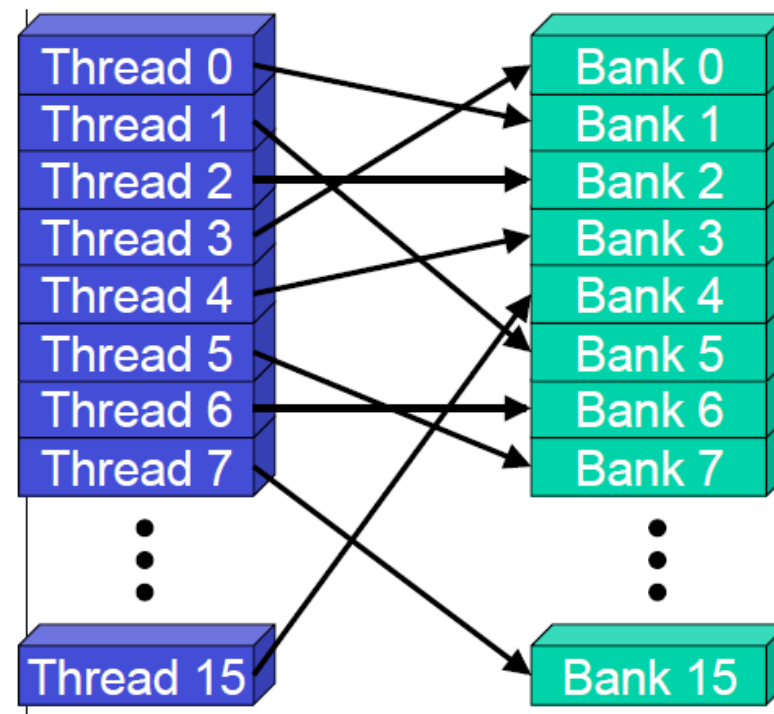 Thread 0
Thread 1
Thread 2
Thread 3
Thread 4
Thread 5
Thread 6
Thread 7
Thread 15
Bank 0
Bank 1
Bank 2
Bank 3
Bank 4
Bank 5
Bank 6
Bank 7
Bank 15